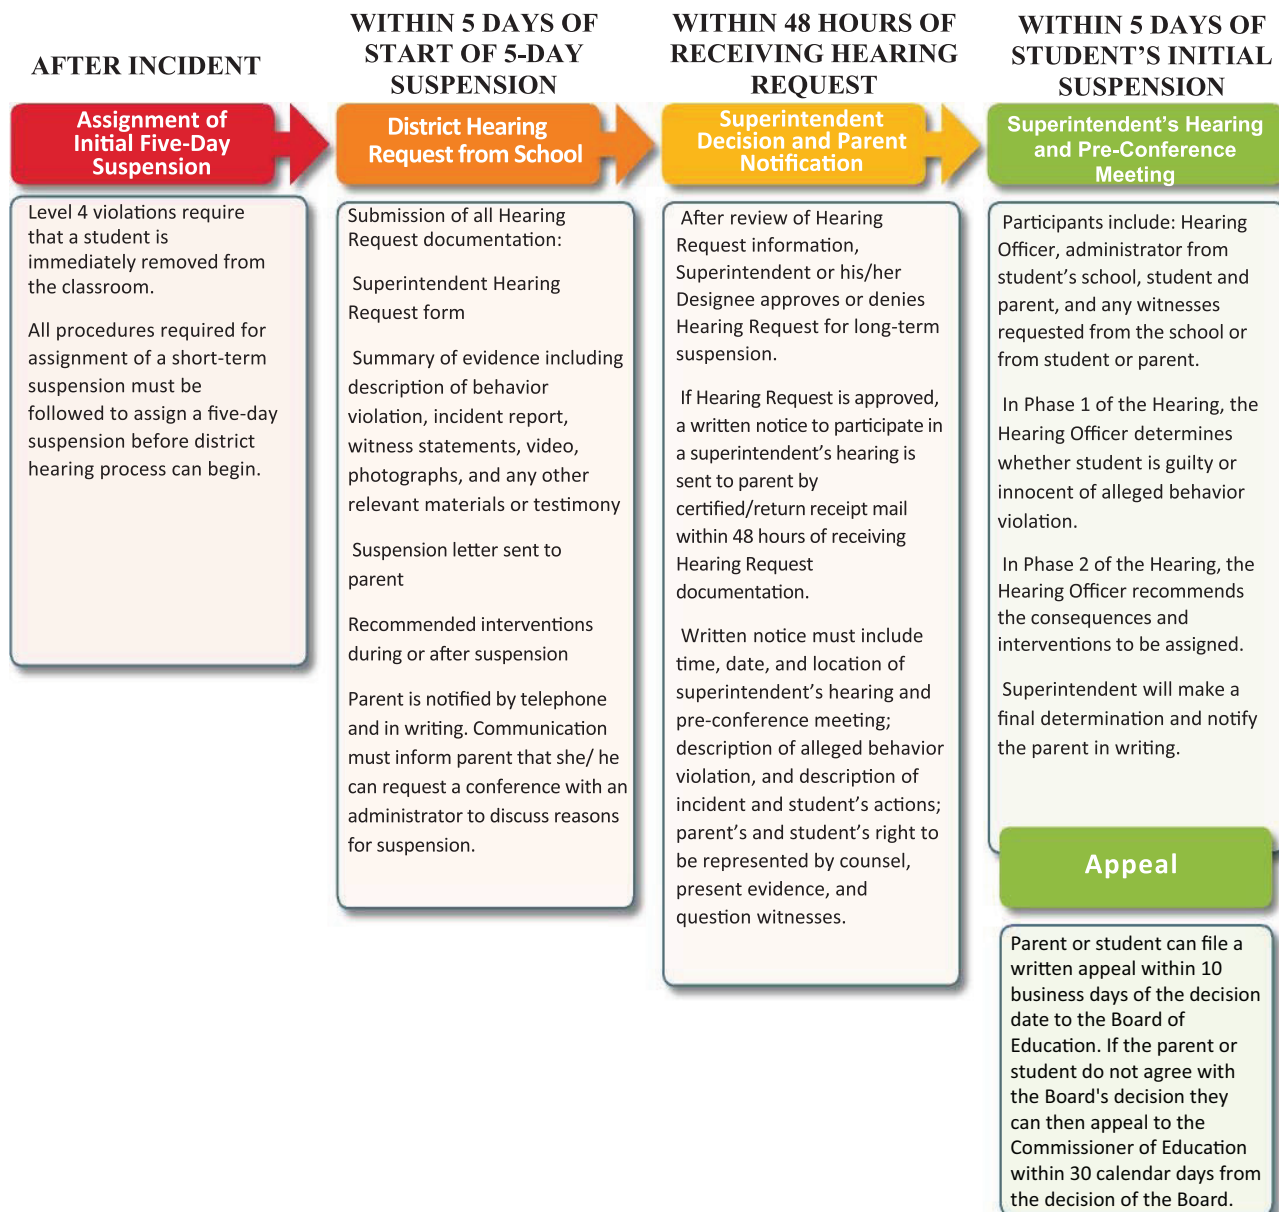 AFTER INCIDENT
Assignment of
Initial Five-Day
Suspension
Level 4 violations require
that a student is
immediately removed from
the classroom.
All procedures required for
assignment of a short-term
suspension must be
followed to assign a five-day
suspension before district
hearing process can begin.
WITHIN 5 DAYS OF
START OF 5-DAY
SUSPENSION
District Hearing
Request from School
Submission of all Hearing
Request documentation:
Superintendent Hearing
Request form
Summary of evidence including
description of behavior
violation, incident report,
witness statements, video,
photographs, and any other
relevant materials or testimony
Suspension letter sent to
parent
Recommended interventions
during or after suspension
Parent is notified by telephone
and in writing. Communication
must inform parent that she/ he
can request a conference with an
administrator to discuss reasons
for suspension.
WITHIN 48 HOURS OF
RECEIVING HEARING
REQUEST
Superintendent
Decision and Parent
Notification
After review of Hearing
Request information,
Superintendent or his/her
Designee approves or denies
Hearing Request for long-term
suspension.
If Hearing Request is approved,
a written notice to participate in
a superintendent’s hearing is
sent to parent by
certified/return receipt mail
within 48 hours of receiving
Hearing Request
documentation.
Written notice must include
time, date, and location of
superintendent’s hearing and
pre-conference meeting;
description of alleged behavior
violation, and description of
incident and student’s actions;
parent’s and student’s right to
be represented by counsel,
present evidence, and
question witnesses.
WITHIN 5 DAYS OF
STUDENT’S INITIAL
SUSPENSION
Superintendent’s Hearing
and Pre-Conference
Meeting
Participants include: Hearing
Officer, administrator from
student’s school, student and
parent, and any witnesses
requested from the school or
from student or parent.
In Phase 1 of the Hearing, the
Hearing Officer determines
whether student is guilty or
innocent of alleged behavior
violation.
In Phase 2 of the Hearing, the
Hearing Officer recommends
the consequences and
interventions to be assigned.
Superintendent will make a
final determination and notify
the parent in writing.
Appeal
Parent or student can file a
written appeal within 10
business days of the decision
date to the Board of
Education. If the parent or
student do not agree with
the Board's decision they
can then appeal to the
Commissioner of Education
within 30 calendar days from
the decision of the Board.